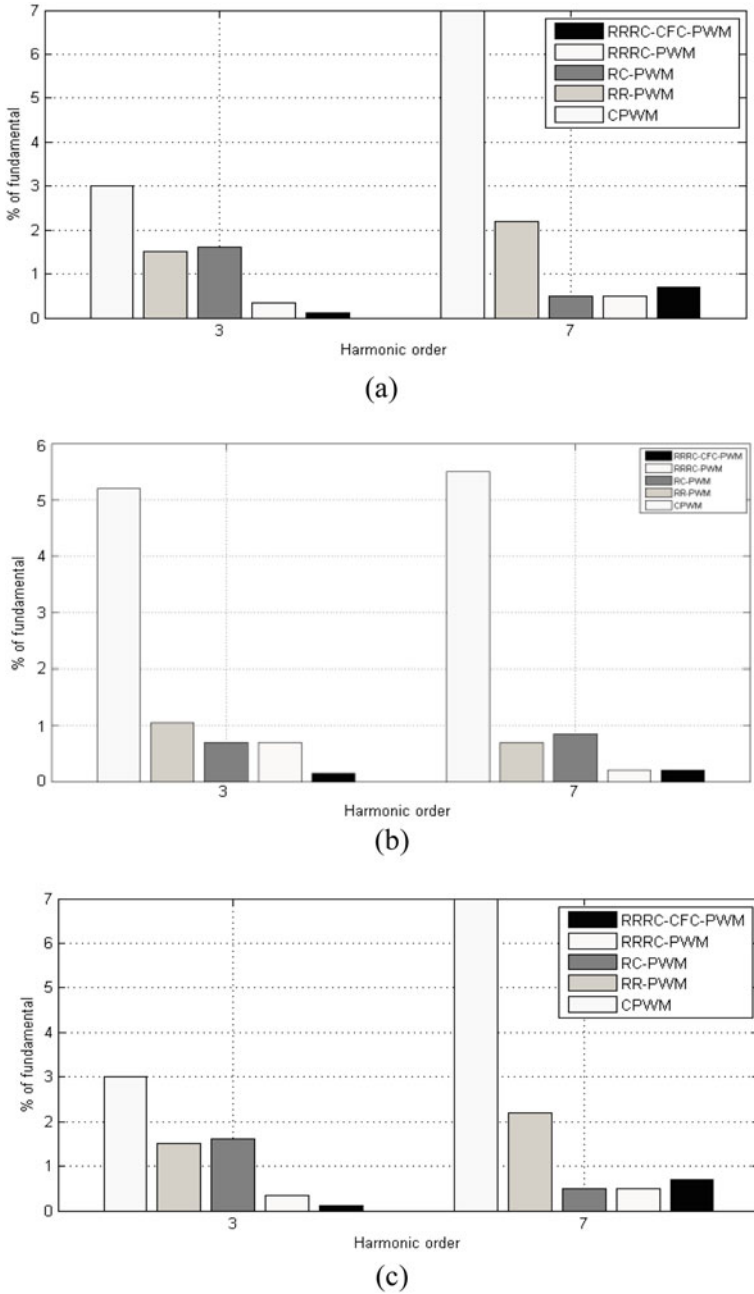 7
6
5
4
3
2
1
0
% of fundamental
RRRC-CFC-PWM
RRRC-PWM
RC-PWM
RR-PWM
CPWM
3 7
Harmonic order
(a)
6
5
4
3
2
1
0
% of fundamental
RRRC-CFC-PWM
RRRC-PWM
RC-PWM
RR-PWM
CPWM
3 7
Harmonic order
(b)
7
6
5
4
3
2
1
0
% of fundamental
RRRC-CFC-PWM
RRRC-PWM
RC-PWM
RR-PWM
CPWM
3 7
Harmonic order
(c)